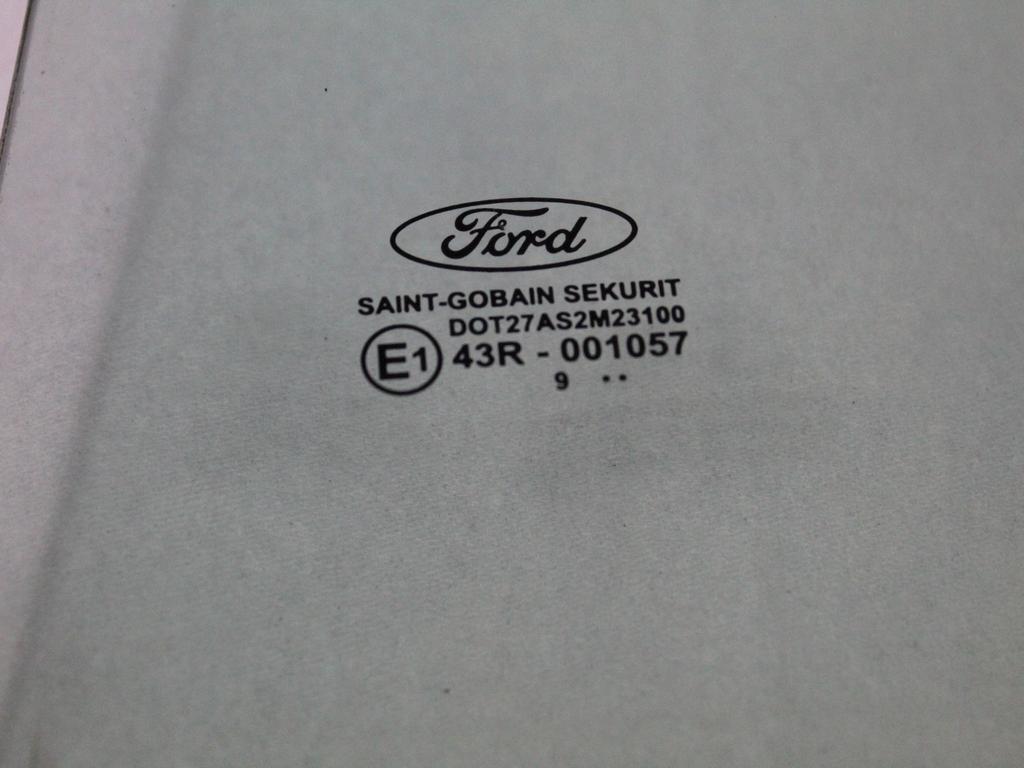 Ford
SAINT-GOBAIN SEKURIT
DOT27AS2M23100
E1 43R - 001057
9 ··